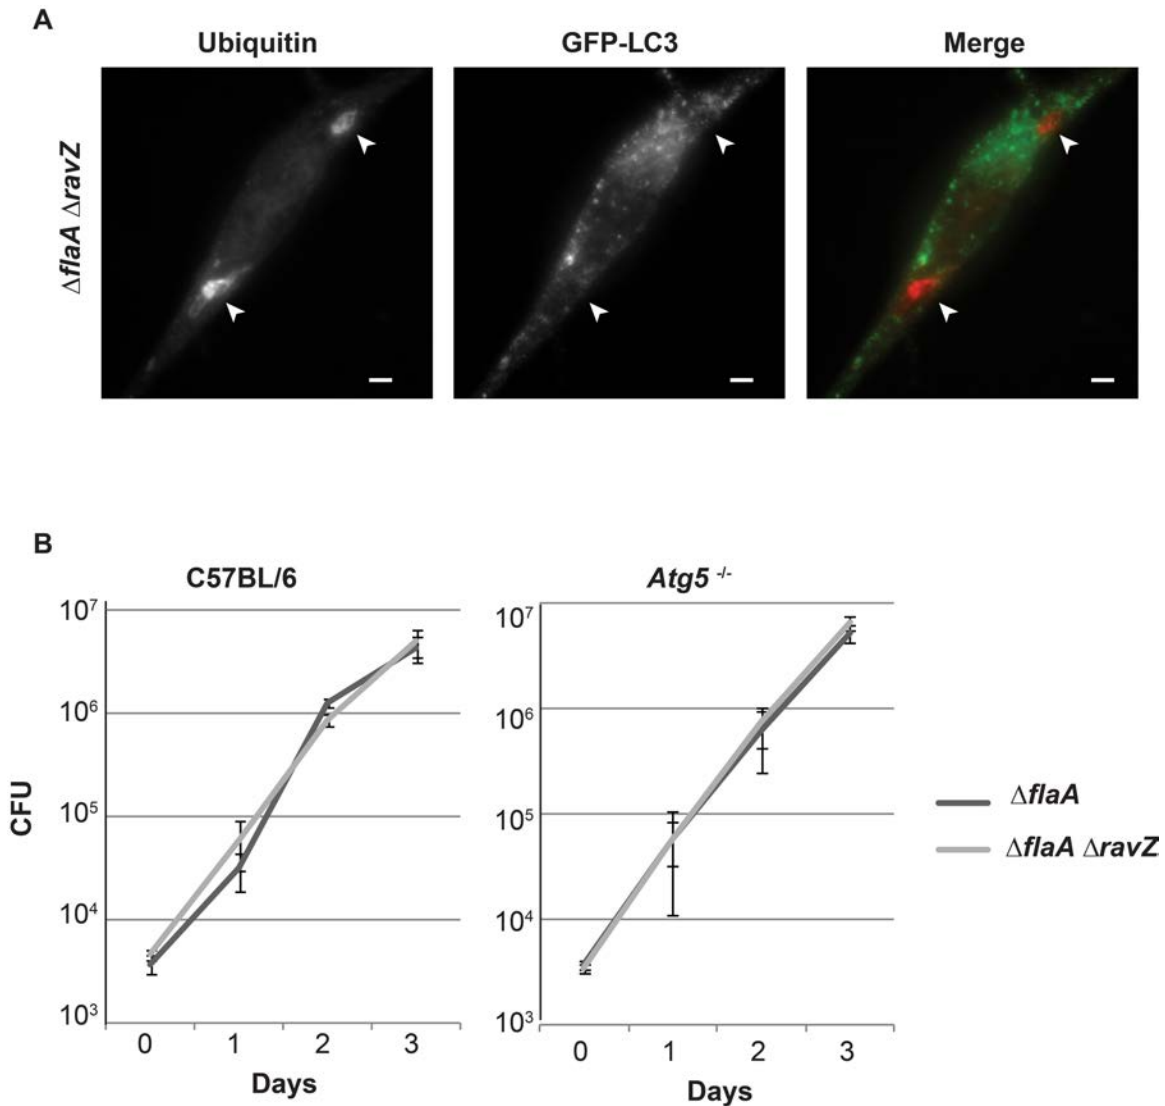 A
Ubiquitin GFP-LC3 Merge
ΔflaA ΔravZ
B
C57BL/6 Atg5 -/-
10⁷
10⁶
10⁵
10⁴
10³
0 1 2 3
Days
CFU
10⁷
10⁶
10⁵
10⁴
10³
0 1 2 3
Days
ΔflaA
ΔflaA ΔravZ